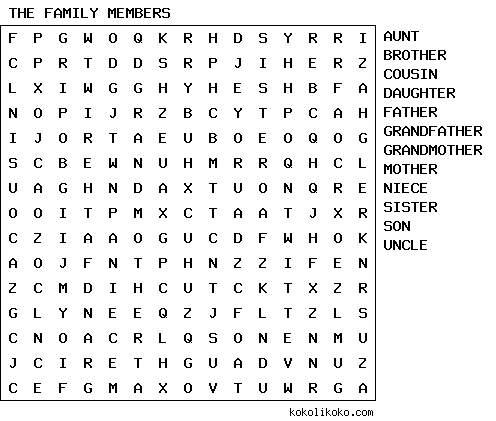 THE FAMILY MEMBERS
F P G W O Q K R H D S Y R R I
C P R T D D S R P J I H E R Z
L X I W G G H Y H E S H B F A
N O P I J R Z B C Y T P C A H
I J O R T A E U B O E O Q O G
S C B E W N U H M R R Q H C L
U A G H N D A X T U O N Q R E
O O I T P M X C T A A T J X R
C Z I A A O G U C D F W H O K
A O J F N T P H N Z Z I F E N
Z C M D I H C U T C K T X Z R
G L Y N E E Q Z J F L T Z L S
C N O A C R L Q S O N E N M U
J C I R E T H G U A D V N U Z
C E F G M A X O V T U W R G A
AUNT
BROTHER
COUSIN
DAUGHTER
FATHER
GRANDFATHER
GRANDMOTHER
MOTHER
NIECE
SISTER
SON
UNCLE
kokolikoko.com